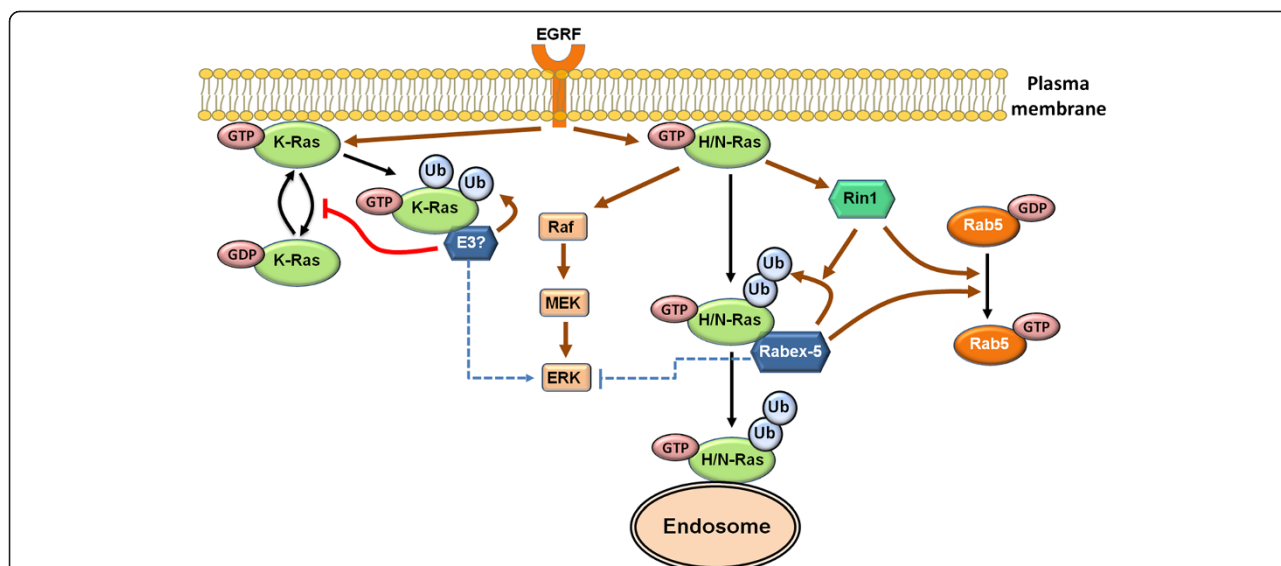 EGRF
Plasma
membrane
GTP
K-Ras
GTP
H/N-Ras
Ub
Ub
GTP
K-Ras
E3?
Rin1
GDP
Rab5
Raf
GDP
K-Ras
Ub
Ub
MEK
GTP
H/N-Ras
Rabex-5
GTP
Rab5
ERK
Ub
Ub
GTP
H/N-Ras
Endosome